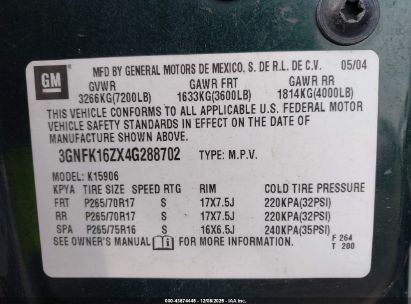 GM
MFD BY GENERAL MOTORS DE MEXICO, S. DE R.L. DE C.V. 05/04
GVWR GAWR FRT GAWR RR
3266KG(7200LB) 1633KG(3600LB) 1814KG(4000LB)
THIS VEHICLE CONFORMS TO ALL APPLICABLE U.S. FEDERAL MOTOR
VEHICLE SAFETY STANDARDS IN EFFECT ON THE DATE OF
MANUFACTURE SHOWN ABOVE.
3GNFK16ZX4G288702 TYPE: M.P.V.
MODEL: K15906
KPYA TIRE SIZE SPEED RTG RIM COLD TIRE PRESSURE
FRT P265/70R17 S 17X7.5J 220KPA(32PSI)
RR P265/70R17 S 17X7.5J 220KPA(32PSI)
SPA P265/75R16 S 16X6.5J 240KPA(35PSI)
SEE OWNER'S MANUAL FOR MORE INFORMATION.
F 264
T 200